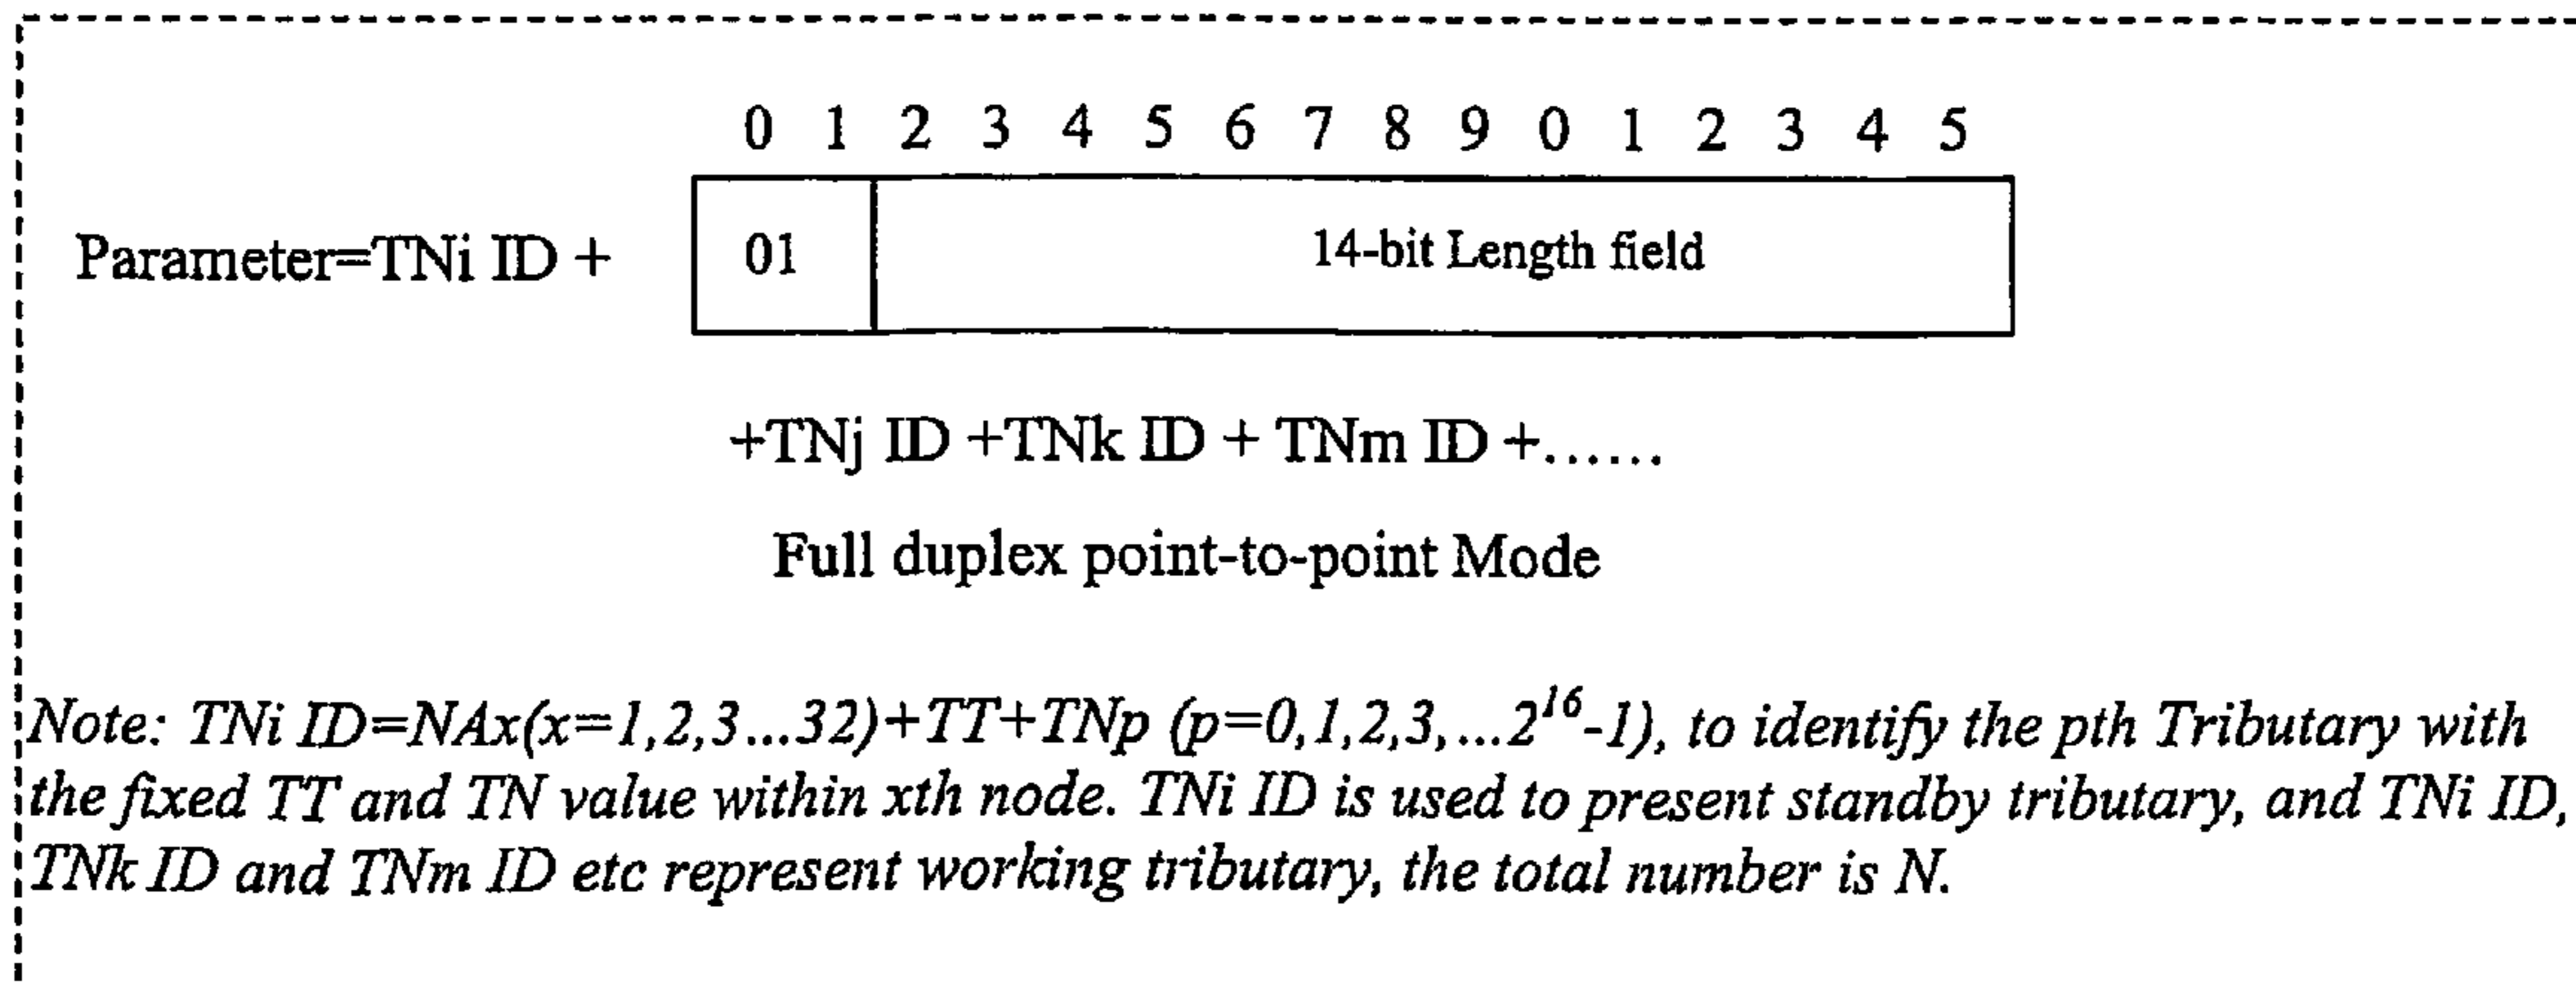 0 1 2 3 4 5 6 7 8 9 0 1 2 3 4 5
Parameter=TNi ID + 01 14-bit Length field
+TNj ID +TNk ID + TNm ID +......
Full duplex point-to-point Mode
Note: TNi ID=NAx(x=1,2,3...32)+TT+TNp (p=0,1,2,3,...2^16-1), to identify the pth Tributary with
the fixed TT and TN value within xth node. TNi ID is used to present standby tributary, and TNi ID,
TNk ID and TNm ID etc represent working tributary, the total number is N.